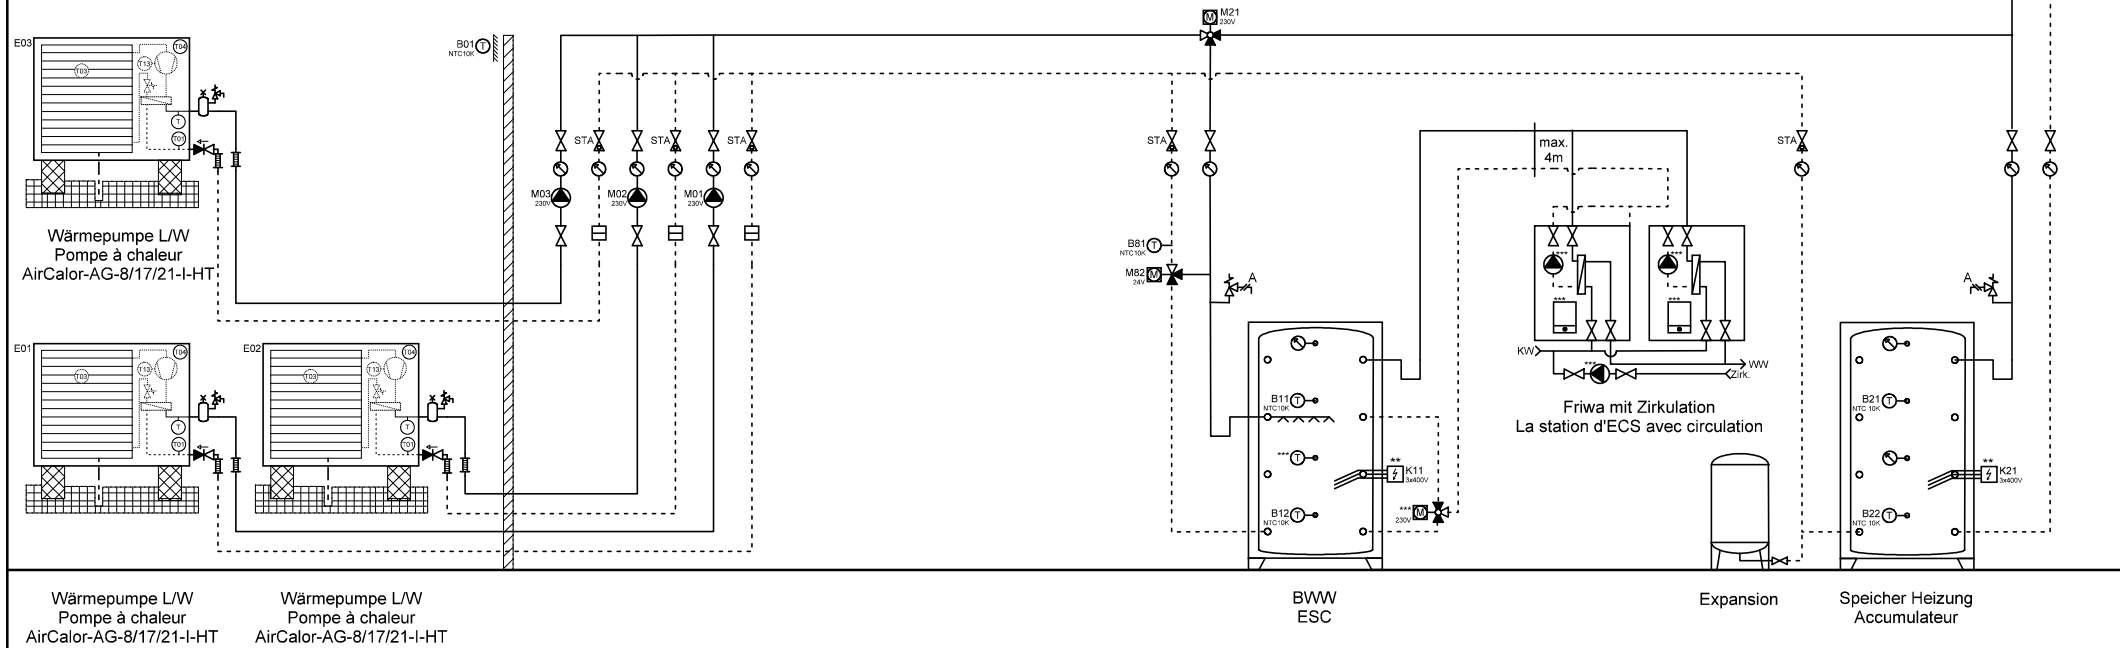 M21
230V
E03
T04
T13
T03
T
T01
B01
T
NTC10K
STA
STA
STA
STA
STA
M03
230V
M02
230V
M01
230V
max.
4m
Wärmepumpe L/W
Pompe à chaleur
AirCalor-AG-8/17/21-I-HT
B81
T
NTC10K
M82
M
24V
A
A
***
***
***
***
KW
WW
***
Zirk.
Friwa mit Zirkulation
La station d'ECS avec circulation
E01
T04
T13
T03
T
T01
E02
T04
T13
T03
T
T01
B11
T
NTC10K
***
T
**
K11
3x400V
B12
T
NTC10K
***
M
230V
B21
T
NTC 10K
**
K21
3x400V
B22
T
NTC 10K
Wärmepumpe L/W
Pompe à chaleur
AirCalor-AG-8/17/21-I-HT
Wärmepumpe L/W
Pompe à chaleur
AirCalor-AG-8/17/21-I-HT
BWW
ESC
Expansion
Speicher Heizung
Accumulateur